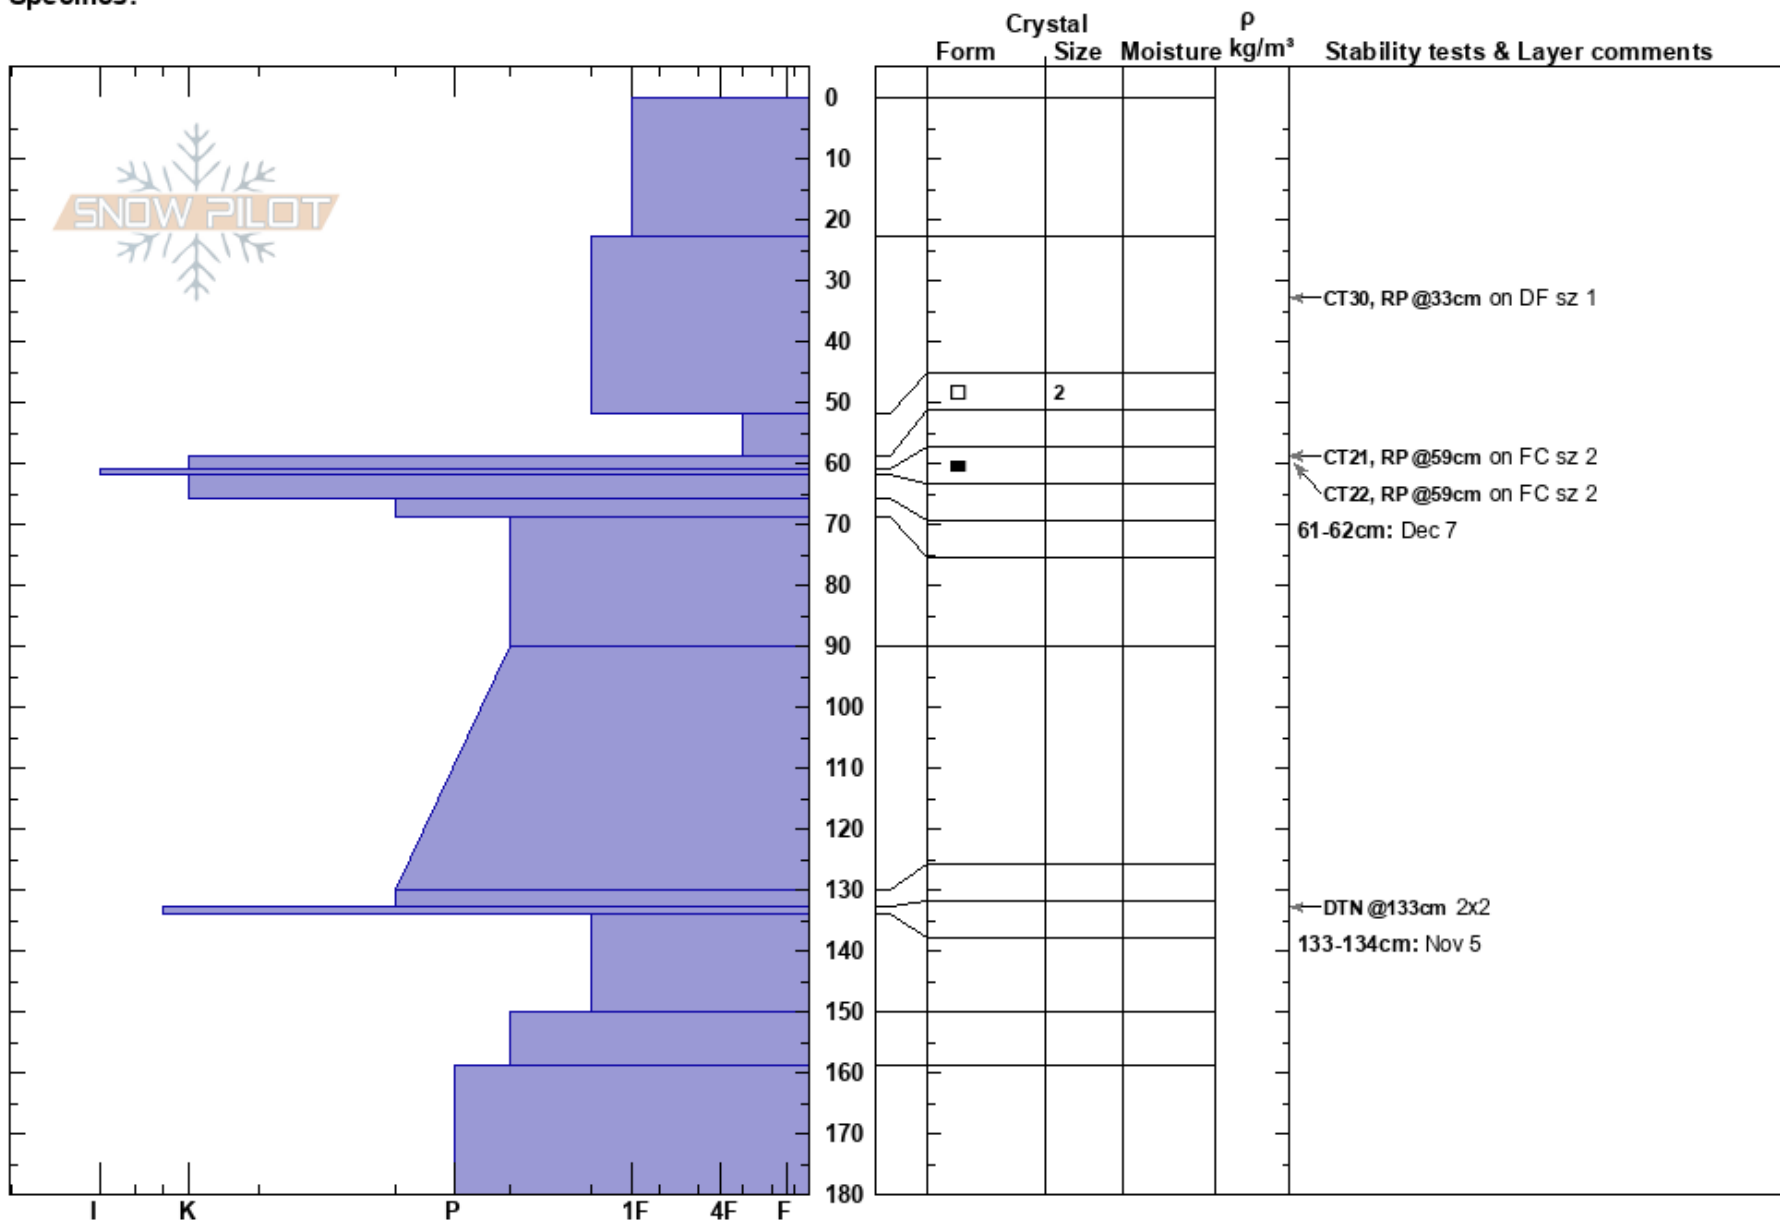 Specifics:
Crystal ρ
Form Size Moisture kg/m³ Stability tests & Layer comments
0
10
SNOW PILOT
20
30
CT30, RP @33cm on DF sz 1
40
50
2
60
CT21, RP @59cm on FC sz 2
CT22, RP @59cm on FC sz 2
70
61-62cm: Dec 7
80
90
100
110
120
130
DTN @133cm 2x2
133-134cm: Nov 5
140
150
160
170
180
I K P 1F 4F F